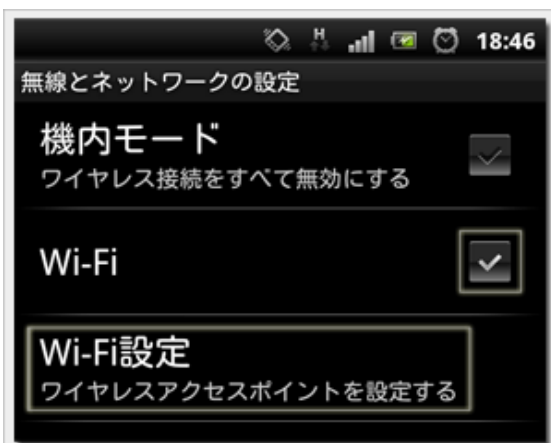 H
18:46
無線とネットワークの設定
機内モード
ワイヤレス接続をすべて無効にする
Wi-Fi
Wi-Fi設定
ワイヤレスアクセスポイントを設定する